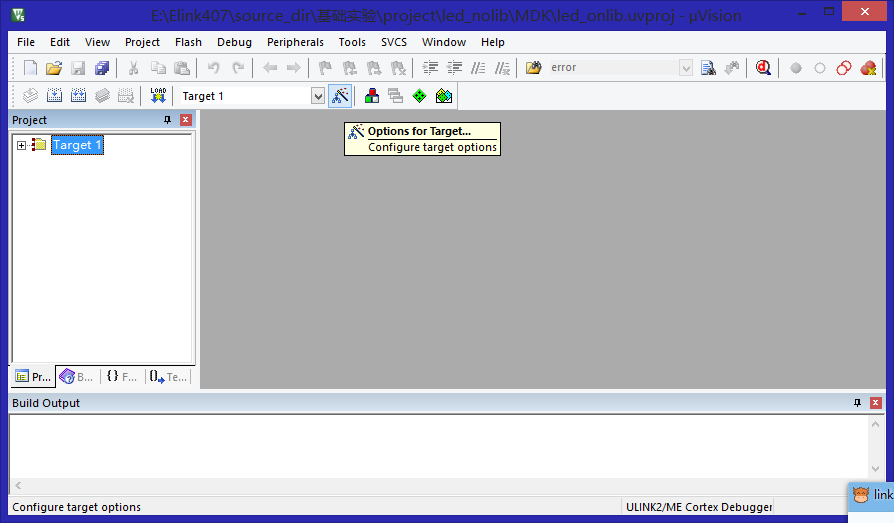 E:\Elink407\source_dir\基础实验\project\led_nolib\MDK\led_onlib.uvproj - µVision
File Edit View Project Flash Debug Peripherals Tools SVCS Window Help
error
LOAD
Target 1
Project
Options for Target...
Configure target options
Target 1
Pr... B... {} F... Te...
Build Output
Configure target options
ULINK2/ME Cortex Debugger
link